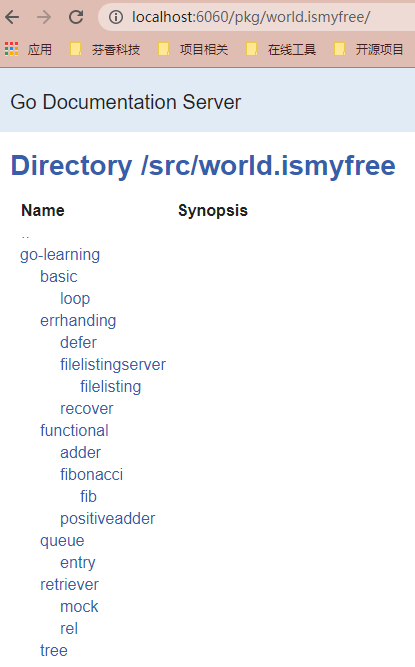 localhost:6060/pkg/world.ismyfree/
应用 芬香科技 项目相关 在线工具 开源项目
Go Documentation Server
Directory /src/world.ismyfree
Name Synopsis
..
go-learning
basic
loop
errhanding
defer
filelistingserver
filelisting
recover
functional
adder
fibonacci
fib
positiveadder
queue
entry
retriever
mock
rel
tree